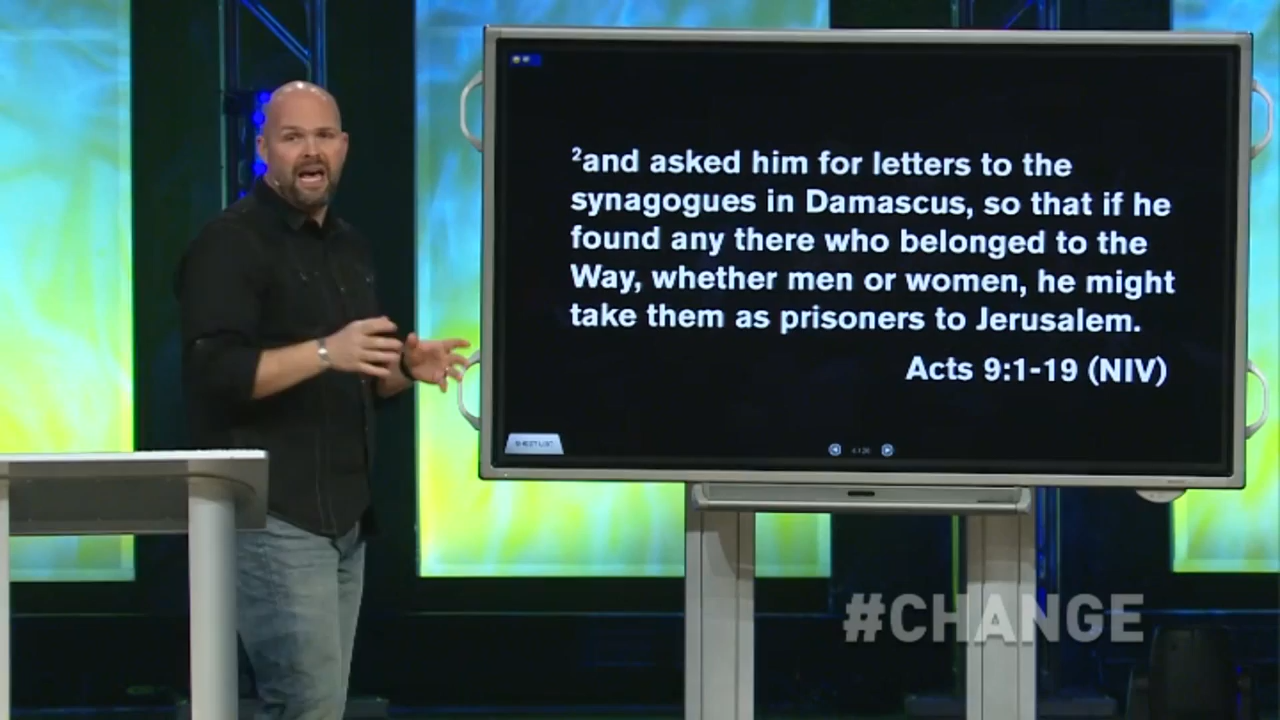 ²and asked him for letters to the
synagogues in Damascus, so that if he
found any there who belonged to the
Way, whether men or women, he might
take them as prisoners to Jerusalem.
Acts 9:1-19 (NIV)
#CHANGE